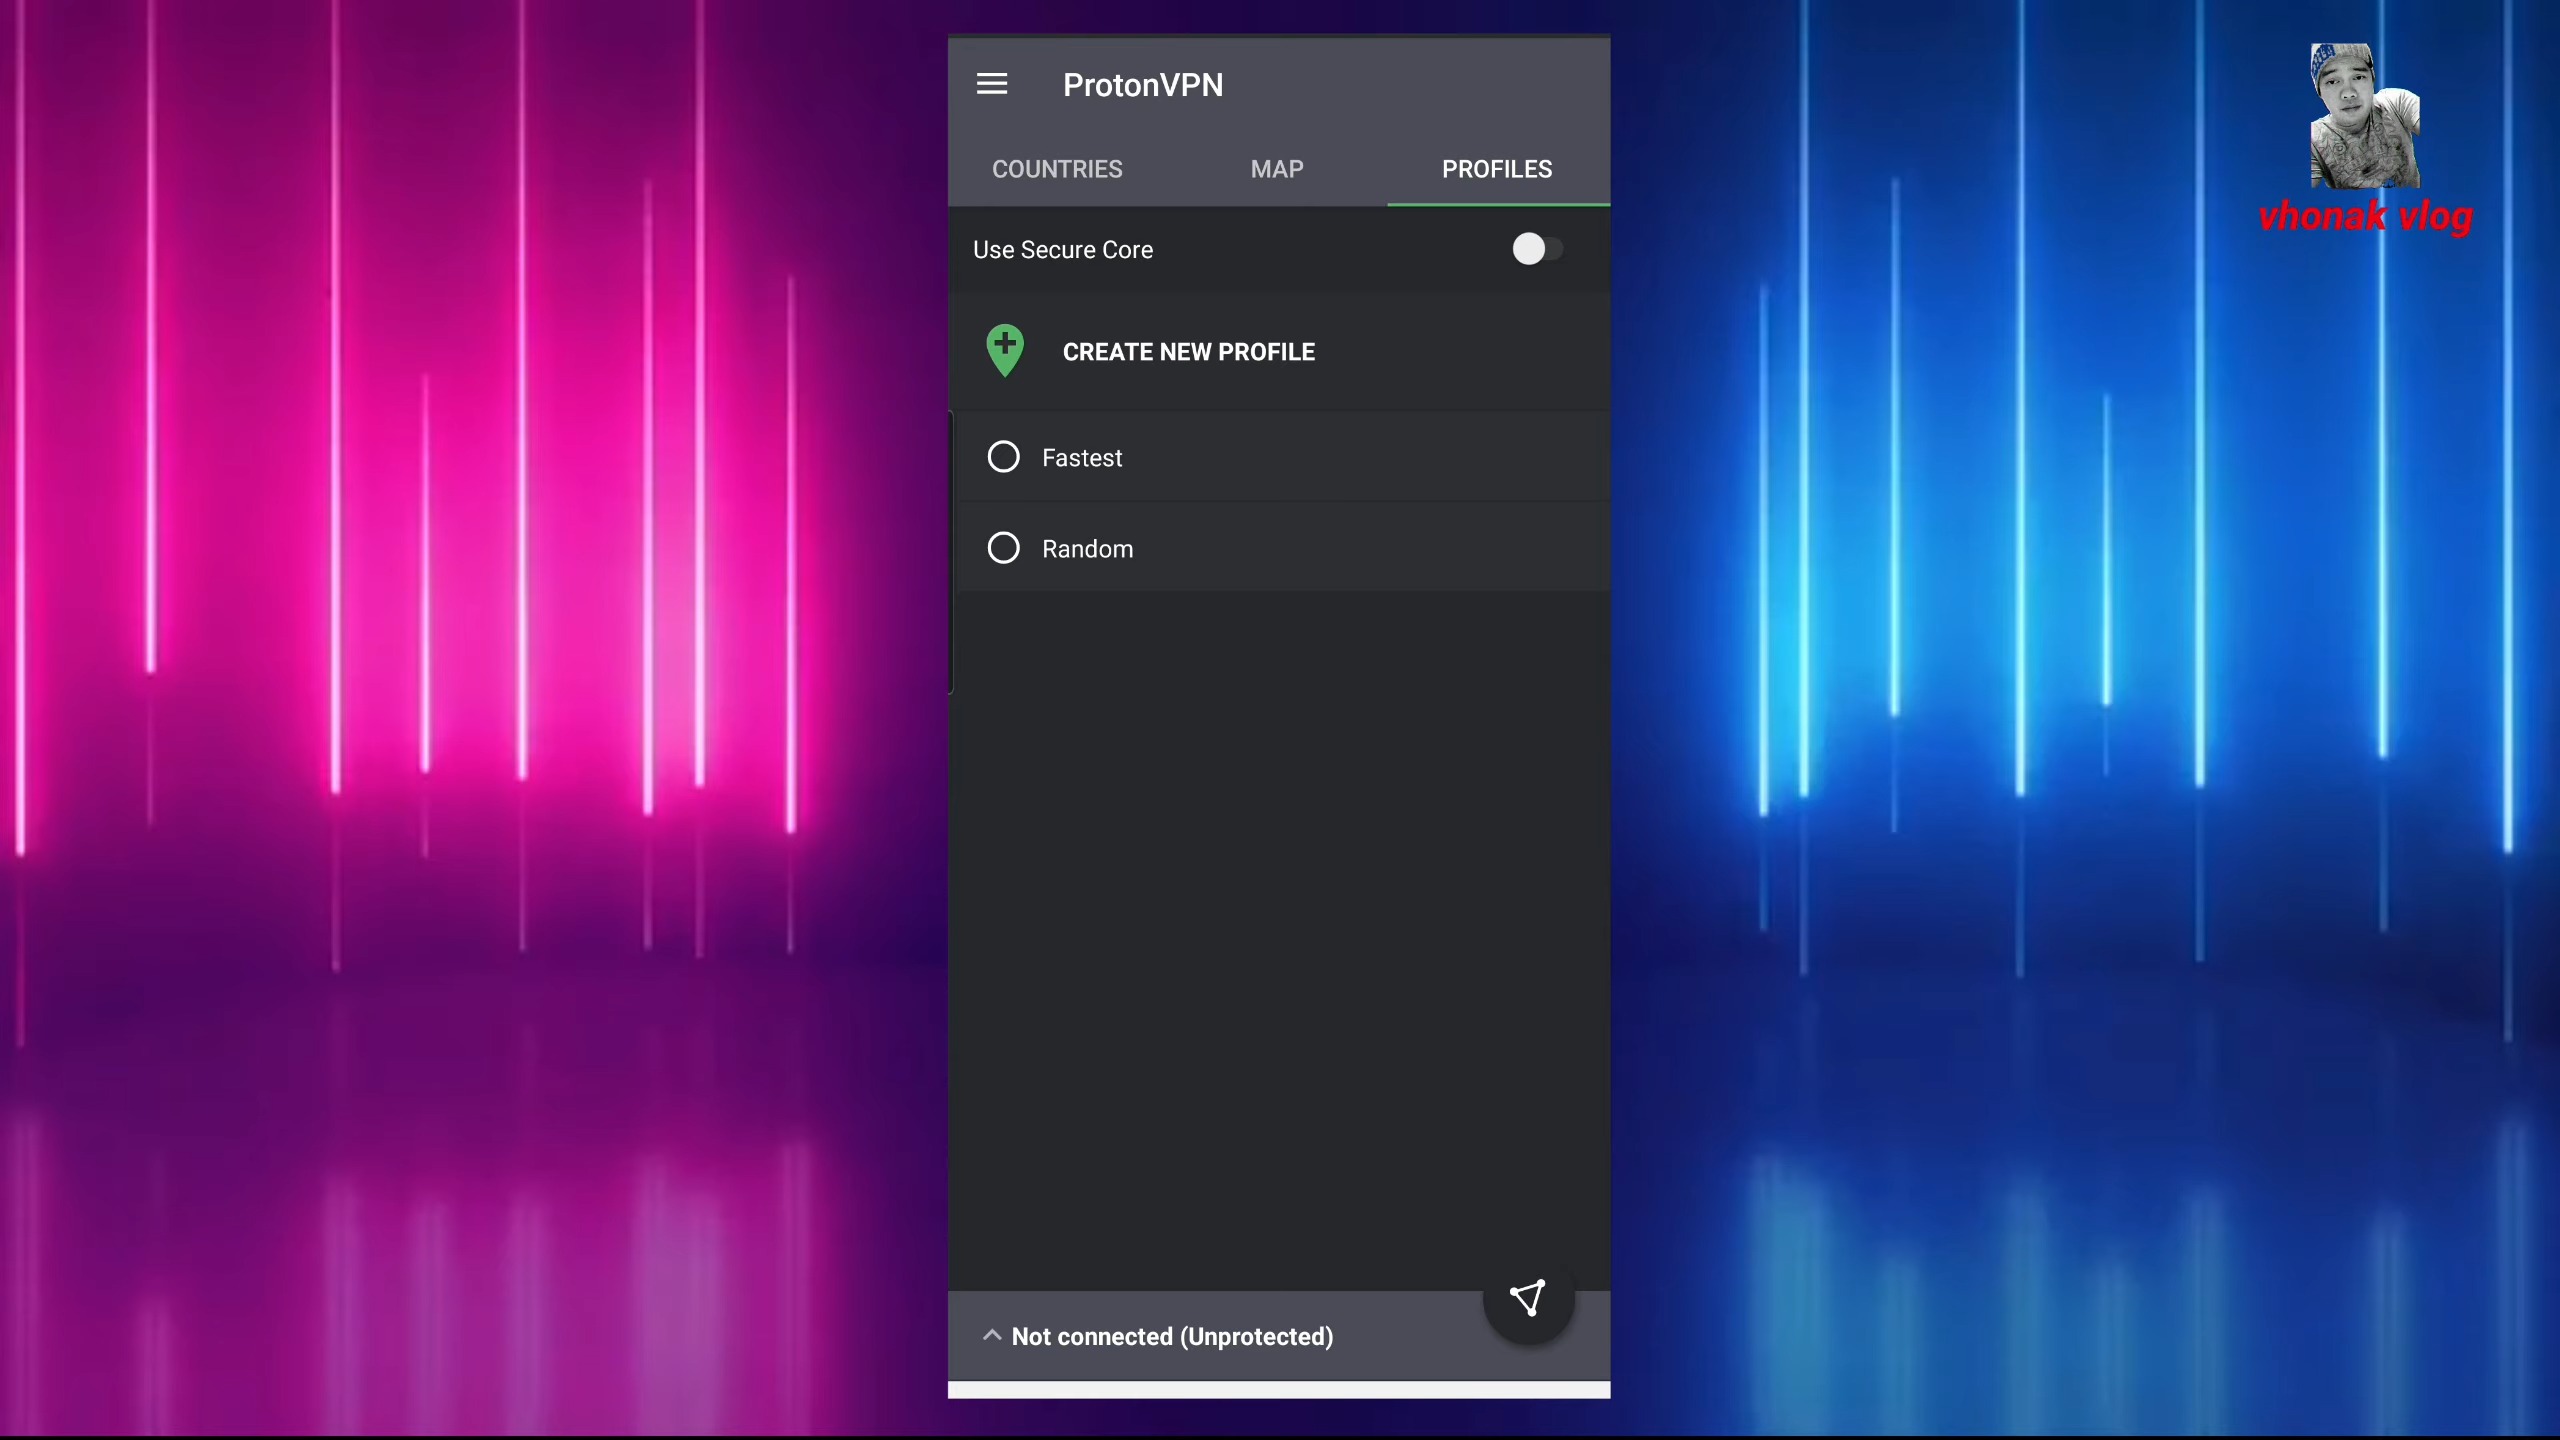 ProtonVPN
COUNTRIES MAP PROFILES
vhonak vlog
Use Secure Core
CREATE NEW PROFILE
Fastest
Random
Not connected (Unprotected)